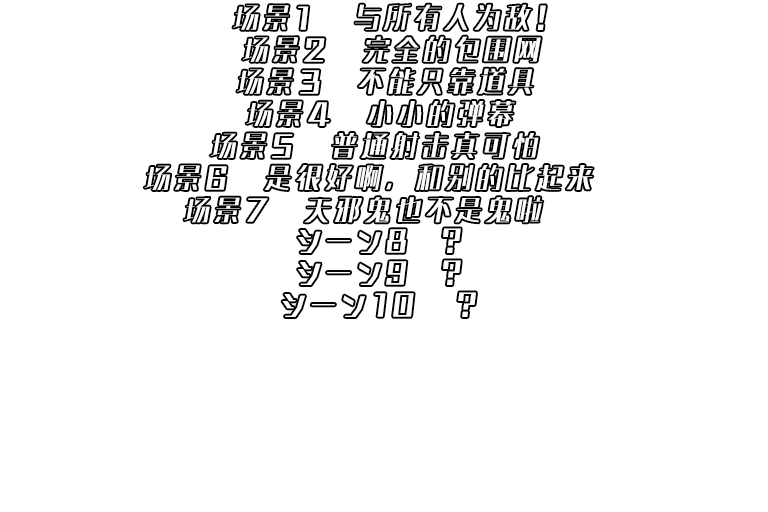 场景1　与所有人为敌!
场景2　完全的包围网
场景3　不能只靠道具
场景4　小小的弹幕
场景5　普通射击真可怕
场景6　是很好啊，和别的比起来
场景7　天邪鬼也不是鬼啦
シーン8　?
シーン9　?
シーン10　?